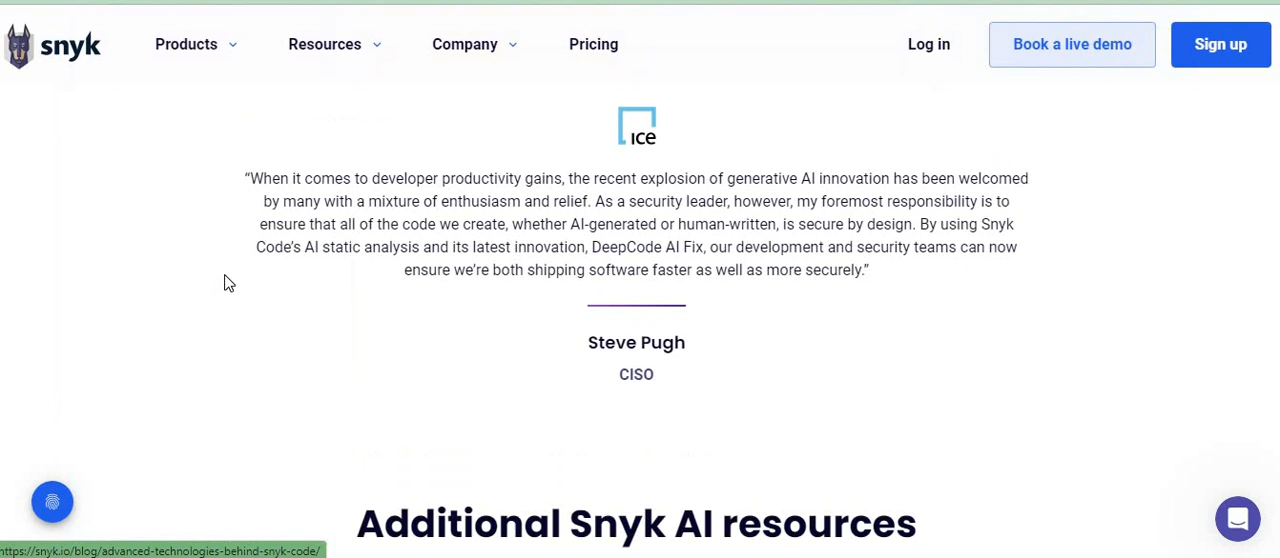 snyk
Products
Resources
Company
Pricing
Log in
Book a live demo
Sign up
ice
“When it comes to developer productivity gains, the recent explosion of generative AI innovation has been welcomed
by many with a mixture of enthusiasm and relief. As a security leader, however, my foremost responsibility is to
ensure that all of the code we create, whether AI-generated or human-written, is secure by design. By using Snyk
Code’s AI static analysis and its latest innovation, DeepCode AI Fix, our development and security teams can now
ensure we’re both shipping software faster as well as more securely.”
Steve Pugh
CISO
Additional Snyk AI resources
https://snyk.io/blog/advanced-technologies-behind-snyk-code/